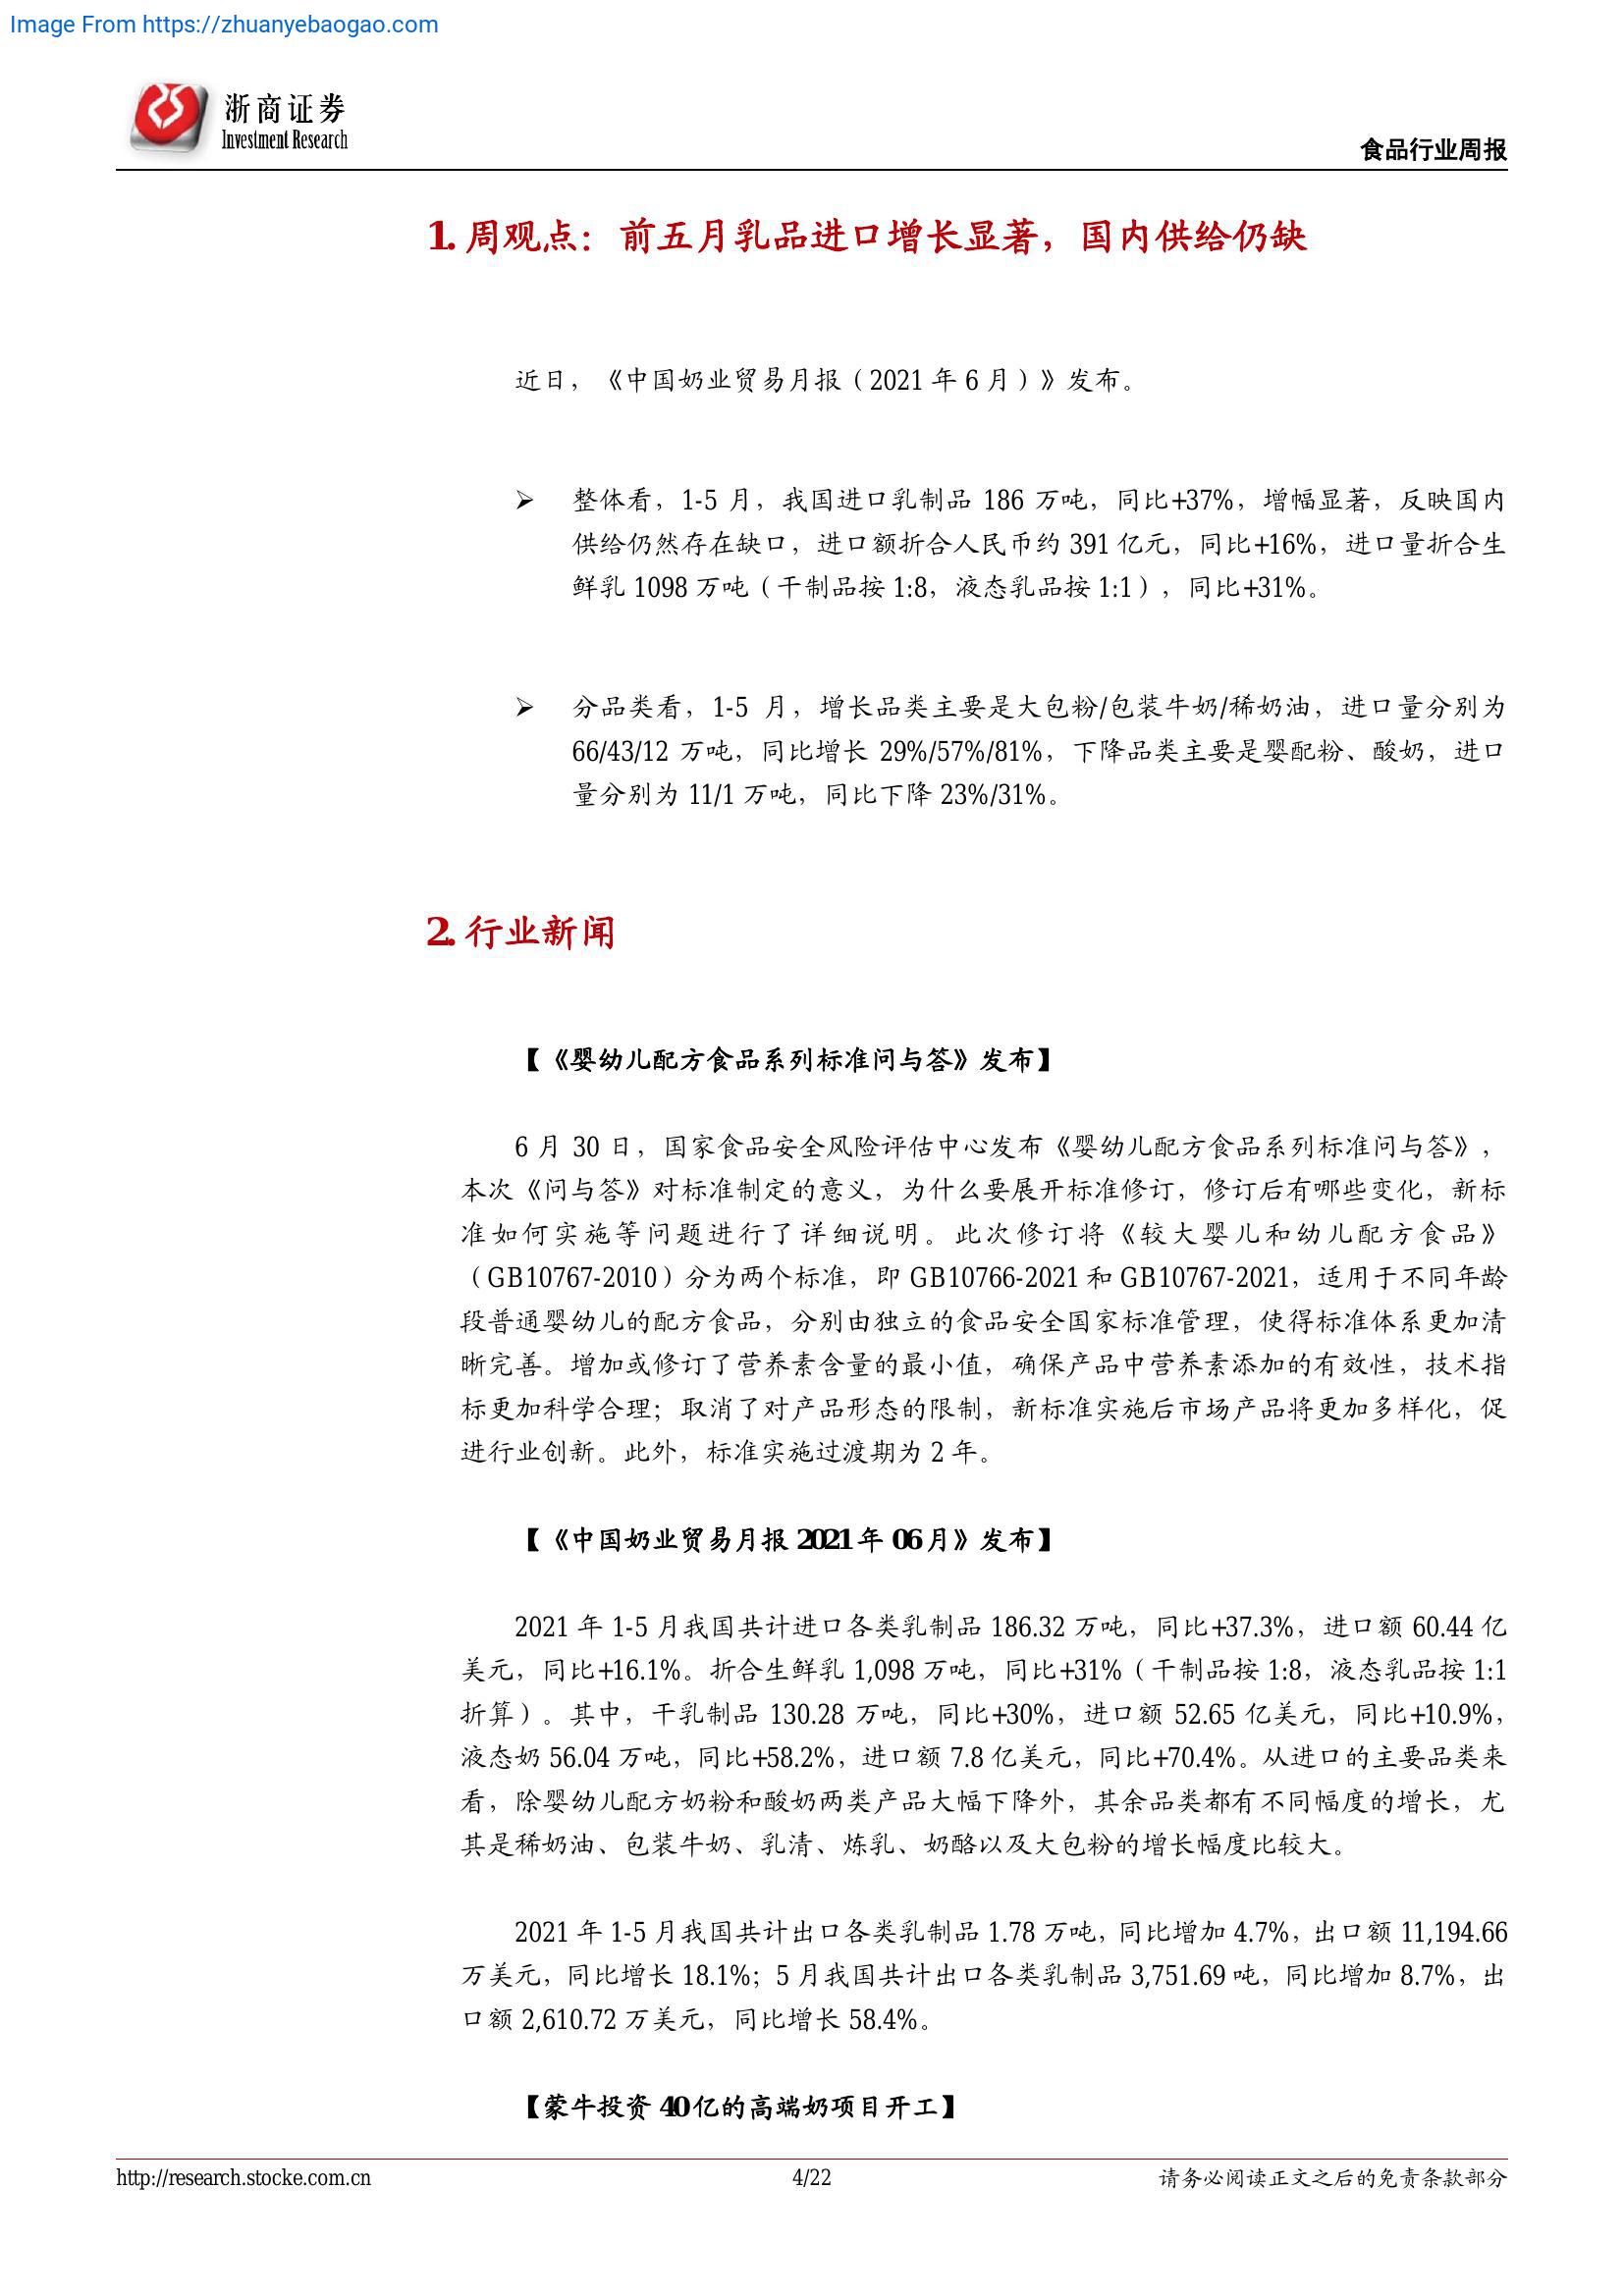 Image From https://zhuanyebaogao.com
浙商证券
Investment Research
食品行业周报
1. 周观点：前五月乳品进口增长显著，国内供给仍缺
近日，《中国奶业贸易月报（2021 年 6 月）》发布。
➢ 整体看，1-5 月，我国进口乳制品 186 万吨，同比+37%，增幅显著，反映国内
供给仍然存在缺口，进口额折合人民币约 391 亿元，同比+16%，进口量折合生
鲜乳 1098 万吨（干制品按 1:8，液态乳品按 1:1），同比+31%。
➢ 分品类看，1-5 月，增长品类主要是大包粉/包装牛奶/稀奶油，进口量分别为
66/43/12 万吨，同比增长 29%/57%/81%，下降品类主要是婴配粉、酸奶，进口
量分别为 11/1 万吨，同比下降 23%/31%。
2. 行业新闻
【《婴幼儿配方食品系列标准问与答》发布】
6 月 30 日，国家食品安全风险评估中心发布《婴幼儿配方食品系列标准问与答》，
本次《问与答》对标准制定的意义，为什么要展开标准修订，修订后有哪些变化，新标
准如何实施等问题进行了详细说明。此次修订将《较大婴儿和幼儿配方食品》
（GB10767-2010）分为两个标准，即 GB10766-2021 和 GB10767-2021，适用于不同年龄
段普通婴幼儿的配方食品，分别由独立的食品安全国家标准管理，使得标准体系更加清
晰完善。增加或修订了营养素含量的最小值，确保产品中营养素添加的有效性，技术指
标更加科学合理；取消了对产品形态的限制，新标准实施后市场产品将更加多样化，促
进行业创新。此外，标准实施过渡期为 2 年。
【《中国奶业贸易月报 2021 年 06 月》发布】
2021 年 1-5 月我国共计进口各类乳制品 186.32 万吨，同比+37.3%，进口额 60.44 亿
美元，同比+16.1%。折合生鲜乳 1,098 万吨，同比+31%（干制品按 1:8，液态乳品按 1:1
折算）。其中，干乳制品 130.28 万吨，同比+30%，进口额 52.65 亿美元，同比+10.9%，
液态奶 56.04 万吨，同比+58.2%，进口额 7.8 亿美元，同比+70.4%。从进口的主要品类来
看，除婴幼儿配方奶粉和酸奶两类产品大幅下降外，其余品类都有不同幅度的增长，尤
其是稀奶油、包装牛奶、乳清、炼乳、奶酪以及大包粉的增长幅度比较大。
2021 年 1-5 月我国共计出口各类乳制品 1.78 万吨，同比增加 4.7%，出口额 11,194.66
万美元，同比增长 18.1%；5 月我国共计出口各类乳制品 3,751.69 吨，同比增加 8.7%，出
口额 2,610.72 万美元，同比增长 58.4%。
【蒙牛投资 40 亿的高端奶项目开工】
http://research.stocke.com.cn
4/22
请务必阅读正文之后的免责条款部分